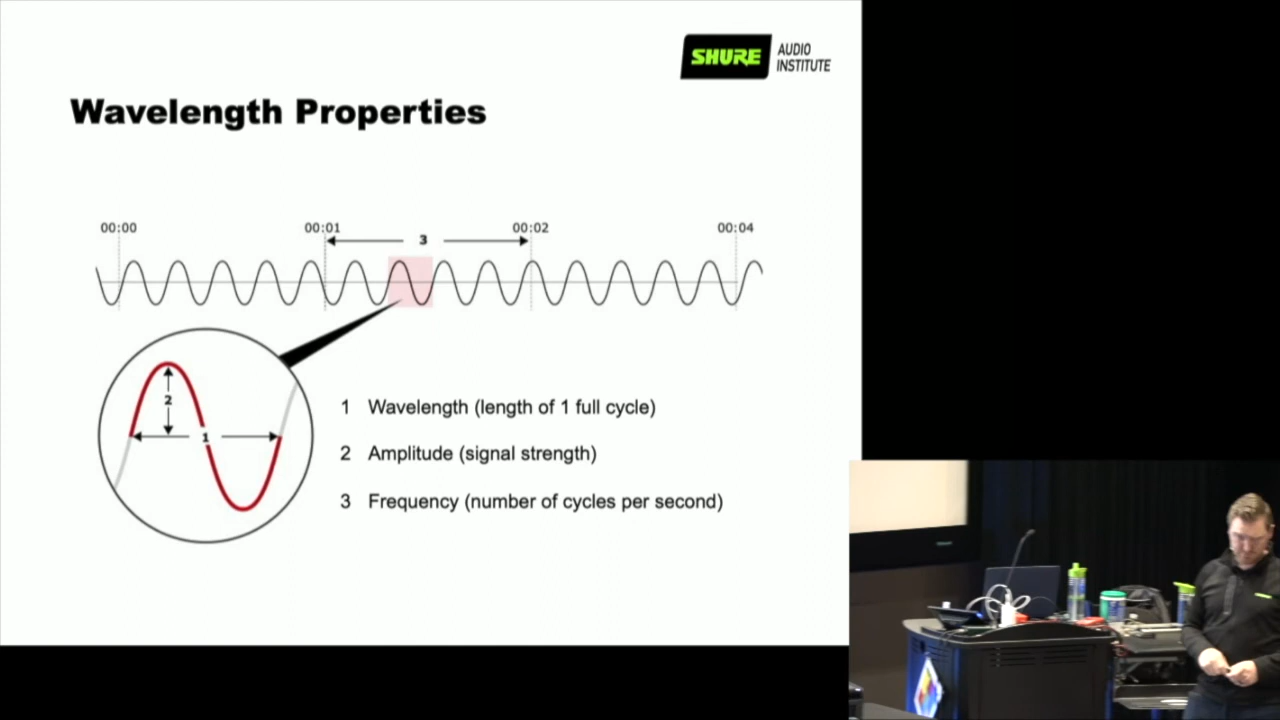 SHURE AUDIO
INSTITUTE
Wavelength Properties
00:00 00:01 00:02 00:04
3
2
1
1 Wavelength (length of 1 full cycle)
2 Amplitude (signal strength)
3 Frequency (number of cycles per second)